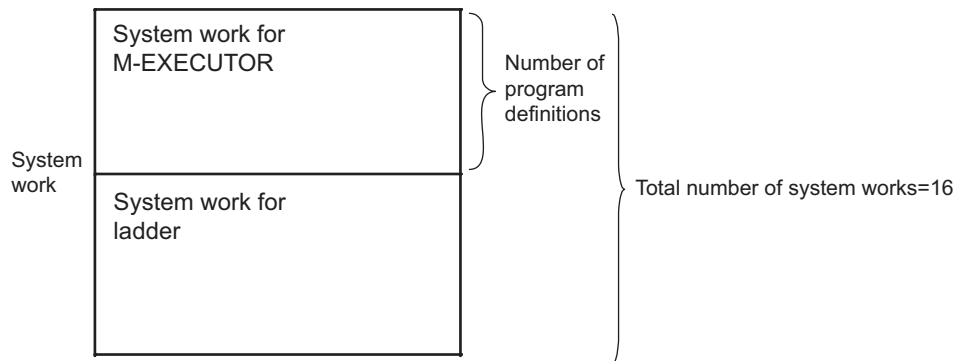 System work for
M-EXECUTOR
Number of
program
definitions
System
work
Total number of system works=16
System work for
ladder